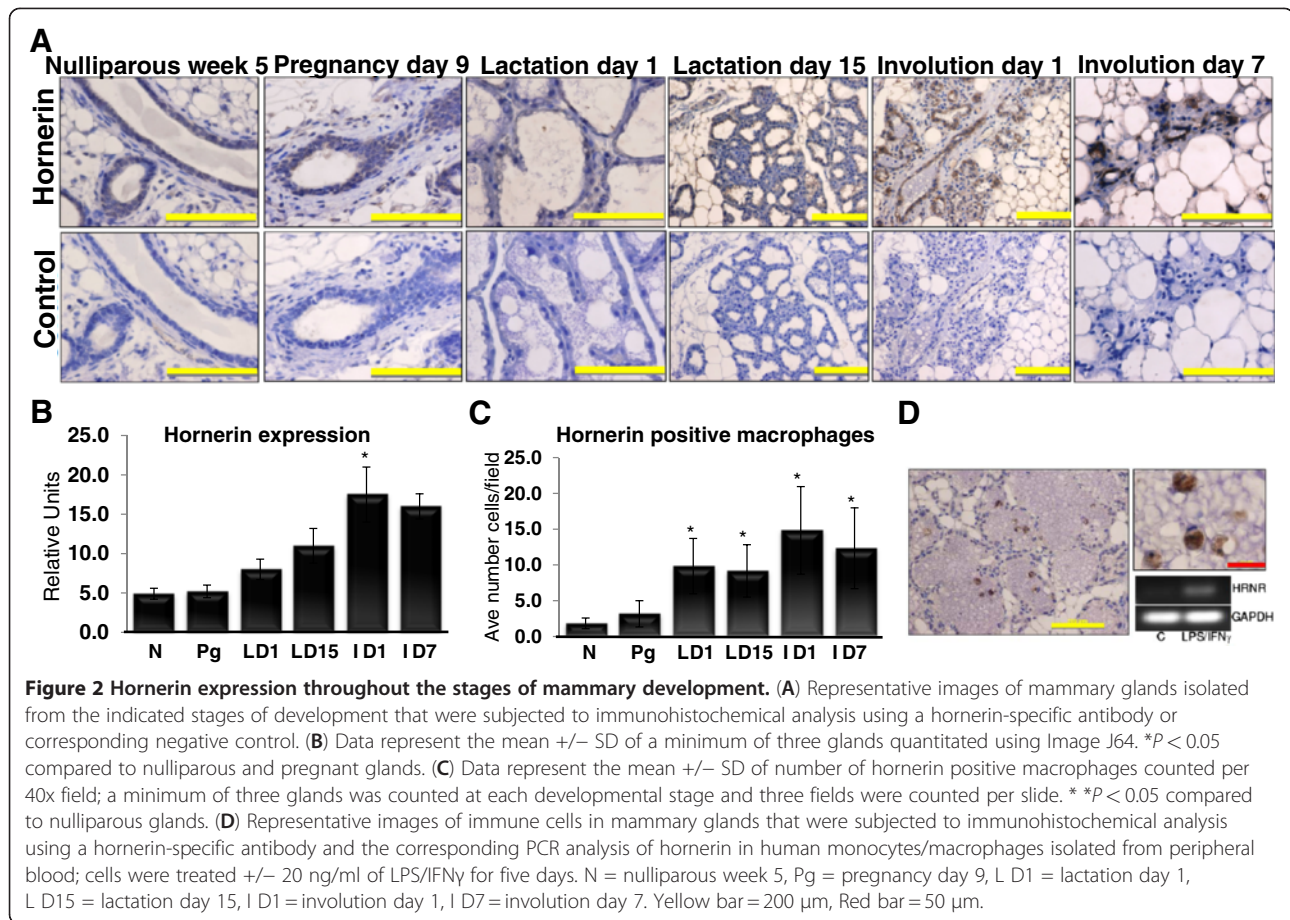 A
Nulliparous week 5 Pregnancy day 9 Lactation day 1 Lactation day 15 Involution day 1 Involution day 7
Hornerin
Control
B
Hornerin expression
Relative Units
25.0
20.0
15.0
10.0
5.0
0.0
*
N Pg LD1 LD15 I D1 I D7
C
Hornerin positive macrophages
Ave number cells/field
25.0
20.0
15.0
10.0
5.0
0.0
* * * *
N Pg LD1 LD15 I D1 I D7
D
HRNR
GAPDH
C LPS/IFNγ
Figure 2 Hornerin expression throughout the stages of mammary development. (A) Representative images of mammary glands isolated
from the indicated stages of development that were subjected to immunohistochemical analysis using a hornerin-specific antibody or
corresponding negative control. (B) Data represent the mean +/− SD of a minimum of three glands quantitated using Image J64. *P < 0.05
compared to nulliparous and pregnant glands. (C) Data represent the mean +/− SD of number of hornerin positive macrophages counted per
40x field; a minimum of three glands was counted at each developmental stage and three fields were counted per slide. * *P < 0.05 compared
to nulliparous glands. (D) Representative images of immune cells in mammary glands that were subjected to immunohistochemical analysis
using a hornerin-specific antibody and the corresponding PCR analysis of hornerin in human monocytes/macrophages isolated from peripheral
blood; cells were treated +/− 20 ng/ml of LPS/IFNγ for five days. N = nulliparous week 5, Pg = pregnancy day 9, L D1 = lactation day 1,
L D15 = lactation day 15, I D1 = involution day 1, I D7 = involution day 7. Yellow bar = 200 μm, Red bar = 50 μm.